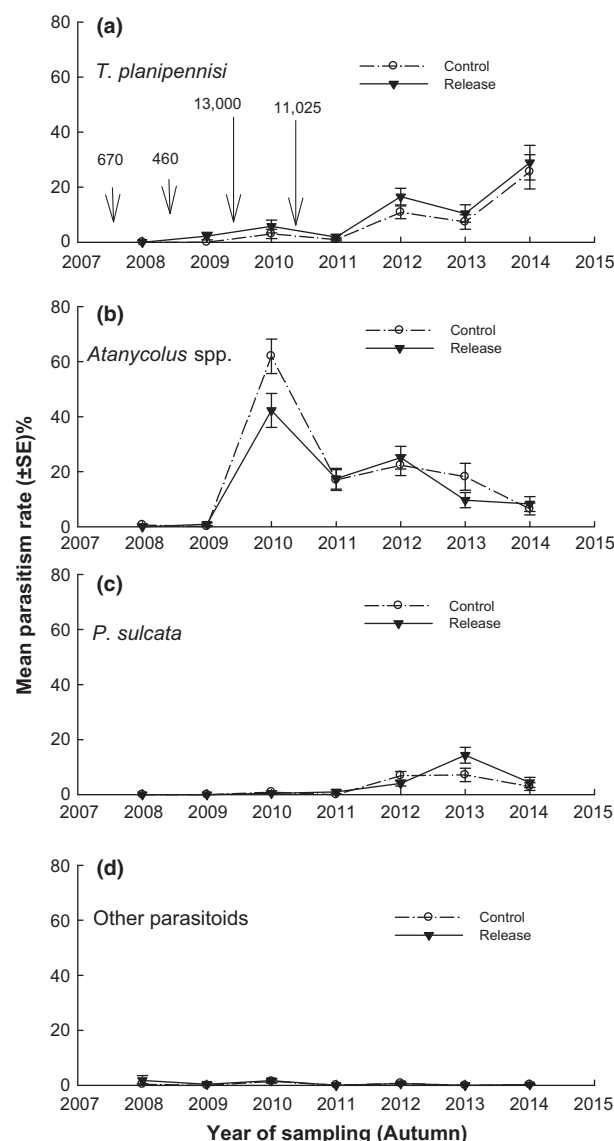 Mean parasitism rate (±SE)%
(a)
T. planipennisi
Control
Release
670
460
13,000
11,025
80
60
40
20
0
2007 2008 2009 2010 2011 2012 2013 2014 2015
(b)
Atanycolus spp.
Control
Release
80
60
40
20
0
2007 2008 2009 2010 2011 2012 2013 2014 2015
(c)
P. sulcata
Control
Release
80
60
40
20
0
2007 2008 2009 2010 2011 2012 2013 2014 2015
(d)
Other parasitoids
Control
Release
80
60
40
20
0
2007 2008 2009 2010 2011 2012 2013 2014 2015
Year of sampling (Autumn)